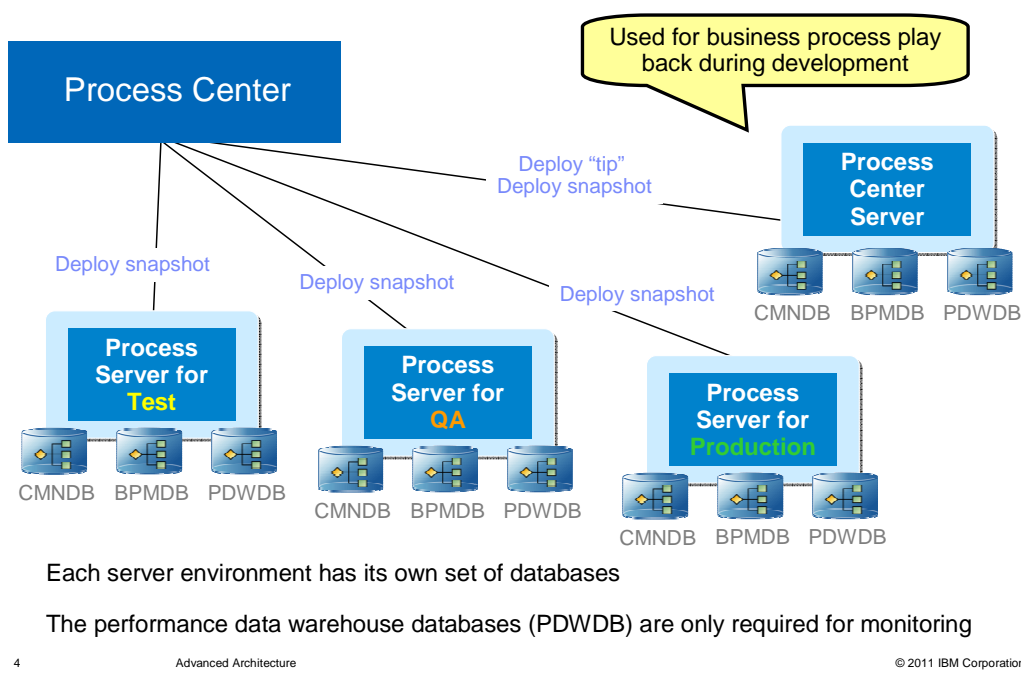 Used for business process play
back during development
Process Center
Deploy “tip”
Deploy snapshot
Process
Center
Server
CMNDB BPMDB PDWDB
Deploy snapshot
Deploy snapshot
Deploy snapshot
Process
Server for
Test
CMNDB BPMDB PDWDB
Process
Server for
QA
CMNDB BPMDB PDWDB
Process
Server for
Production
CMNDB BPMDB PDWDB
Each server environment has its own set of databases
The performance data warehouse databases (PDWDB) are only required for monitoring
4 Advanced Architecture © 2011 IBM Corporation